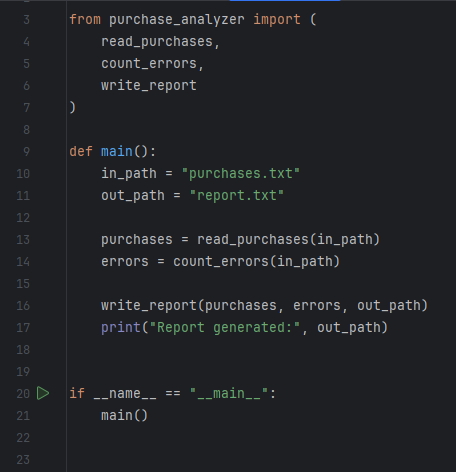 3 from purchase_analyzer import (
4     read_purchases,
5     count_errors,
6     write_report
7 )
8
9 def main():
10     in_path = "purchases.txt"
11     out_path = "report.txt"
12
13     purchases = read_purchases(in_path)
14     errors = count_errors(in_path)
15
16     write_report(purchases, errors, out_path)
17     print("Report generated:", out_path)
18
19
20 if __name__ == "__main__":
21     main()
22
23